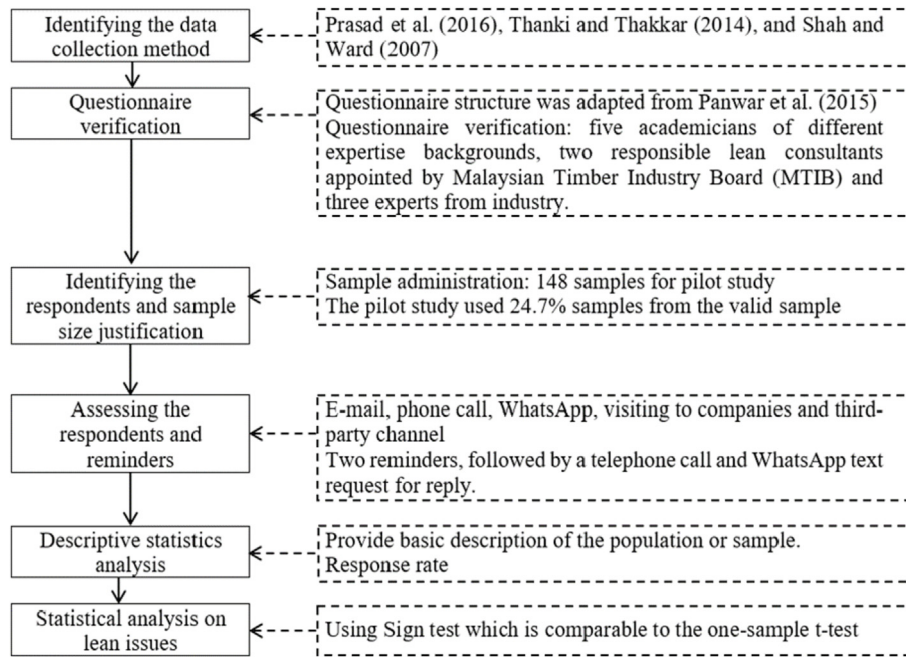 Identifying the data
collection method
Prasad et al. (2016), Thanki and Thakkar (2014), and Shah and
Ward (2007)
Questionnaire
verification
Questionnaire structure was adapted from Panwar et al. (2015)
Questionnaire verification: five academicians of different
expertise backgrounds, two responsible lean consultants
appointed by Malaysian Timber Industry Board (MTIB) and
three experts from industry.
Identifying the
respondents and sample
size justification
Sample administration: 148 samples for pilot study
The pilot study used 24.7% samples from the valid sample
Assessing the
respondents and
reminders
E-mail, phone call, WhatsApp, visiting to companies and third-
party channel
Two reminders, followed by a telephone call and WhatsApp text
request for reply.
Descriptive statistics
analysis
Provide basic description of the population or sample.
Response rate
Statistical analysis on
lean issues
Using Sign test which is comparable to the one-sample t-test